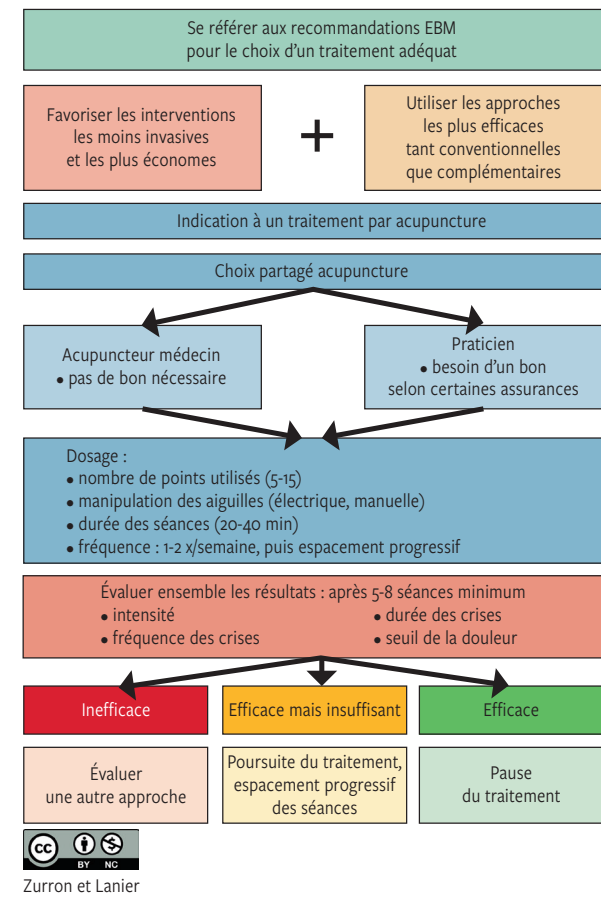 Se référer aux recommandations EBM
pour le choix d'un traitement adéquat
Favoriser les interventions
les moins invasives
et les plus économes
+
Utiliser les approches
les plus efficaces
tant conventionnelles
que complémentaires
Indication à un traitement par acupuncture
Choix partagé acupuncture
Acupuncteur médecin
• pas de bon nécessaire
Praticien
• besoin d'un bon
selon certaines assurances
Dosage :
• nombre de points utilisés (5-15)
• manipulation des aiguilles (électrique, manuelle)
• durée des séances (20-40 min)
• fréquence : 1-2 x/semaine, puis espacement progressif
Évaluer ensemble les résultats : après 5-8 séances minimum
• intensité
• fréquence des crises
• durée des crises
• seuil de la douleur
Inefficace
Efficace mais insuffisant
Efficace
Évaluer
une autre approche
Poursuite du traitement,
espacement progressif
des séances
Pause
du traitement
cc
BY NC
Zurron et Lanier